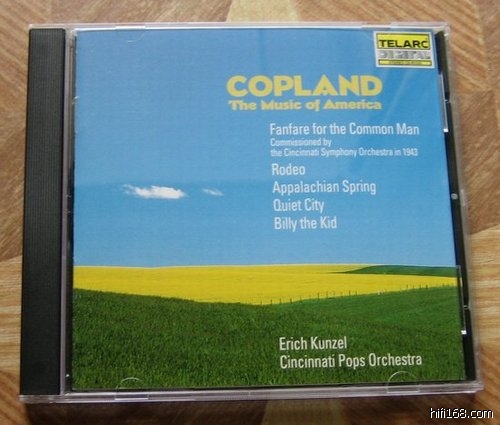 TELARC
DIGITAL
COPLAND
The Music of America
Fanfare for the Common Man
Commissioned by
the Cincinnati Symphony Orchestra in 1943
Rodeo
Appalachian Spring
Quiet City
Billy the Kid
Erich Kunzel
Cincinnati Pops Orchestra
hifi168.com